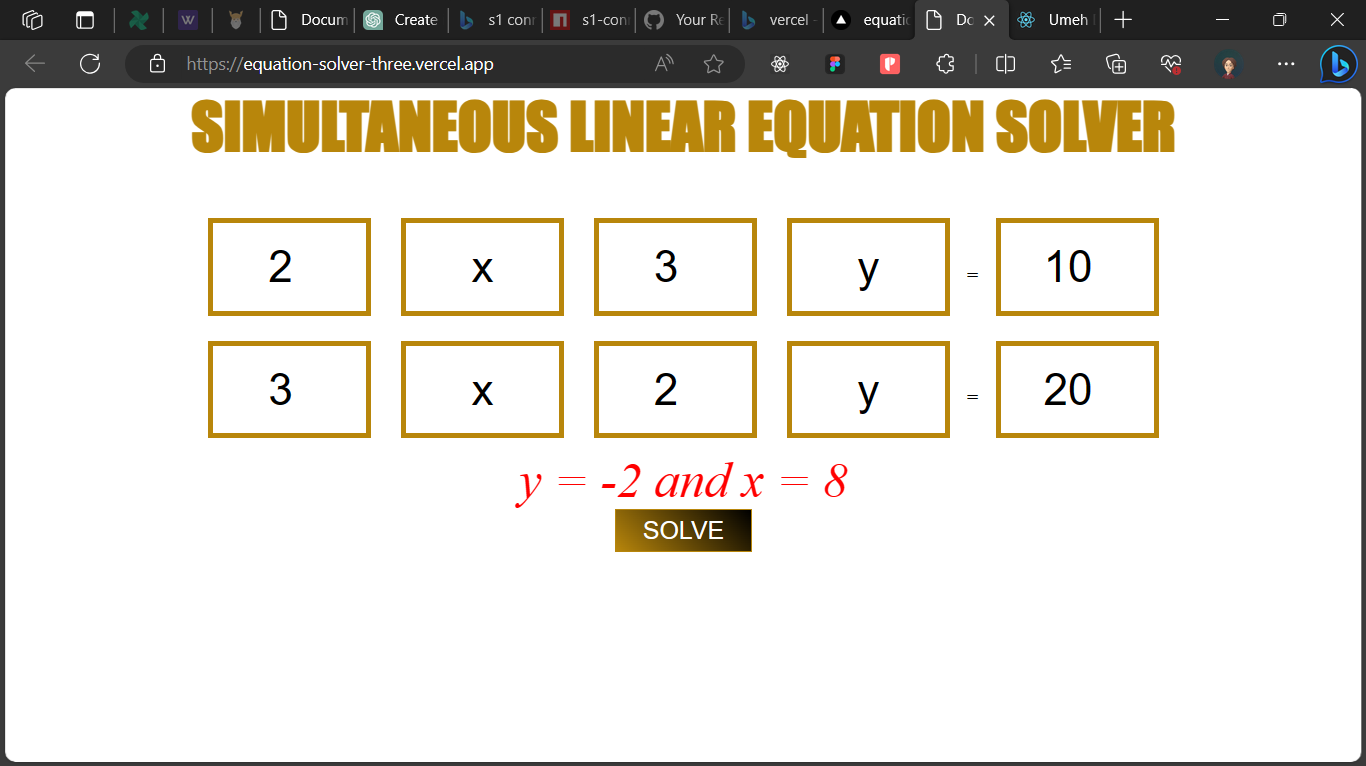 Docum Create s1 conr s1-con Your Re vercel - equatic Do Umeh
https://equation-solver-three.vercel.app
SIMULTANEOUS LINEAR EQUATION SOLVER
2 x 3 y = 10
3 x 2 y = 20
y = -2 and x = 8
SOLVE